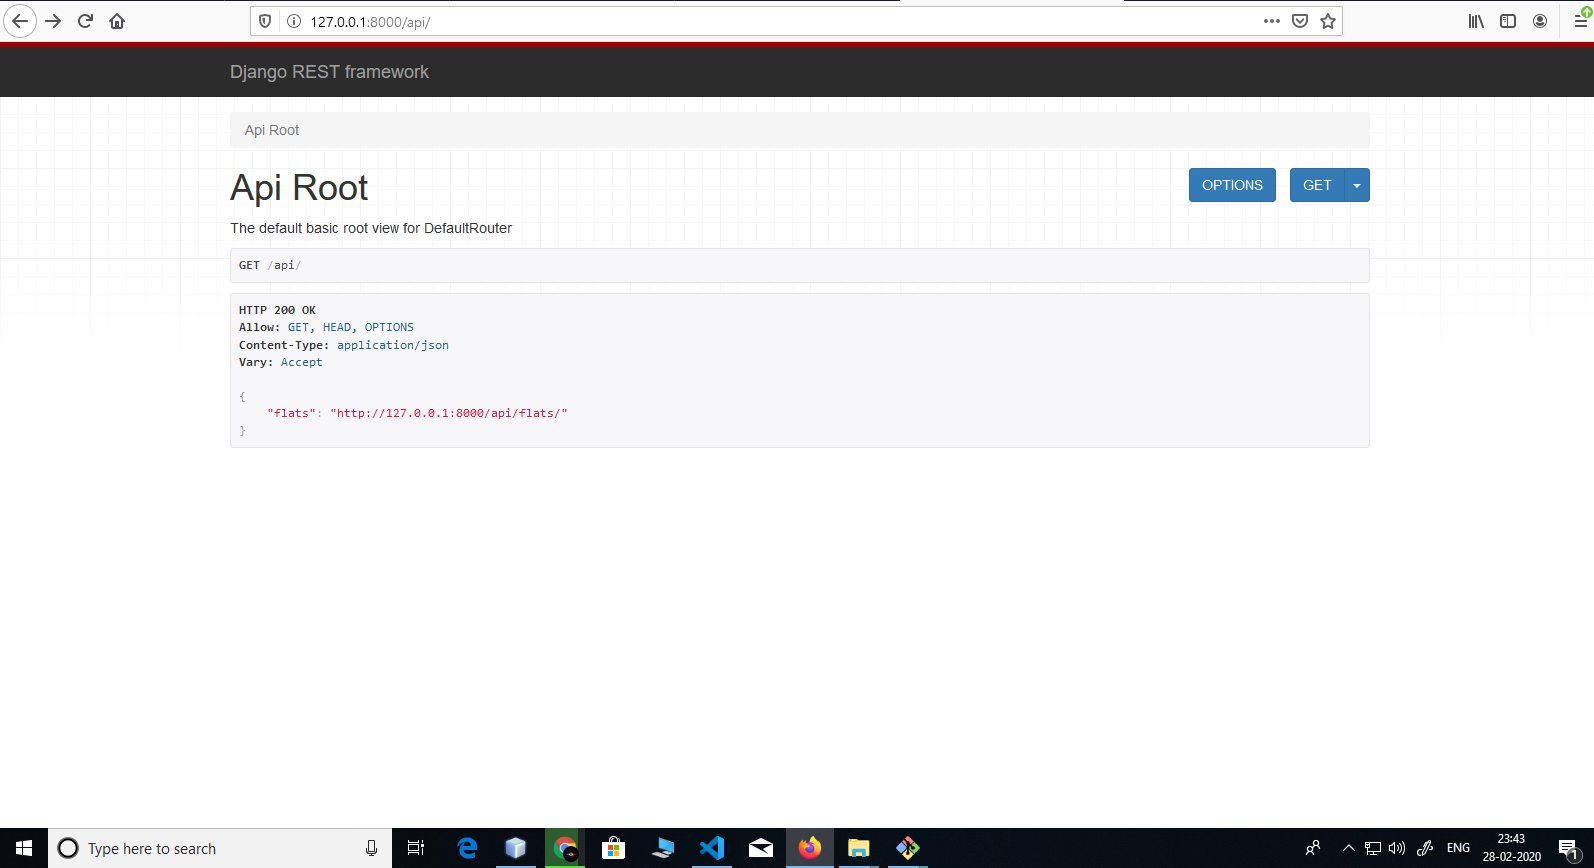 127.0.0.1:8000/api/
Django REST framework
Api Root
Api Root
OPTIONS
GET
The default basic root view for DefaultRouter
GET /api/
HTTP 200 OK
Allow: GET, HEAD, OPTIONS
Content-Type: application/json
Vary: Accept
{
    "flats": "http://127.0.0.1:8000/api/flats/"
}
Type here to search
ENG
23:43
28-02-2020
1